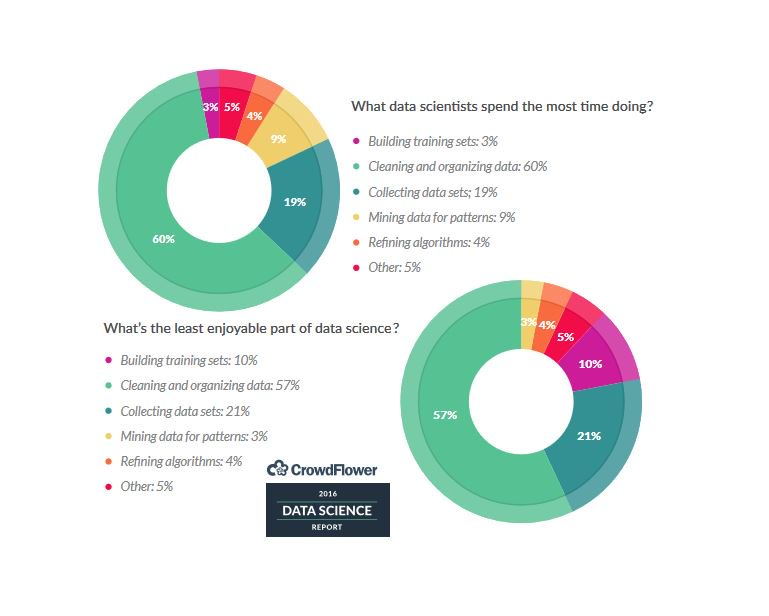 3%
5%
4%
9%
19%
60%
What data scientists spend the most time doing?
Building training sets: 3%
Cleaning and organizing data: 60%
Collecting data sets; 19%
Mining data for patterns: 9%
Refining algorithms: 4%
Other: 5%
What's the least enjoyable part of data science?
Building training sets: 10%
Cleaning and organizing data: 57%
Collecting data sets: 21%
Mining data for patterns: 3%
Refining algorithms: 4%
Other: 5%
3%
4%
5%
10%
57%
21%
CrowdFlower
2016
DATA SCIENCE
REPORT